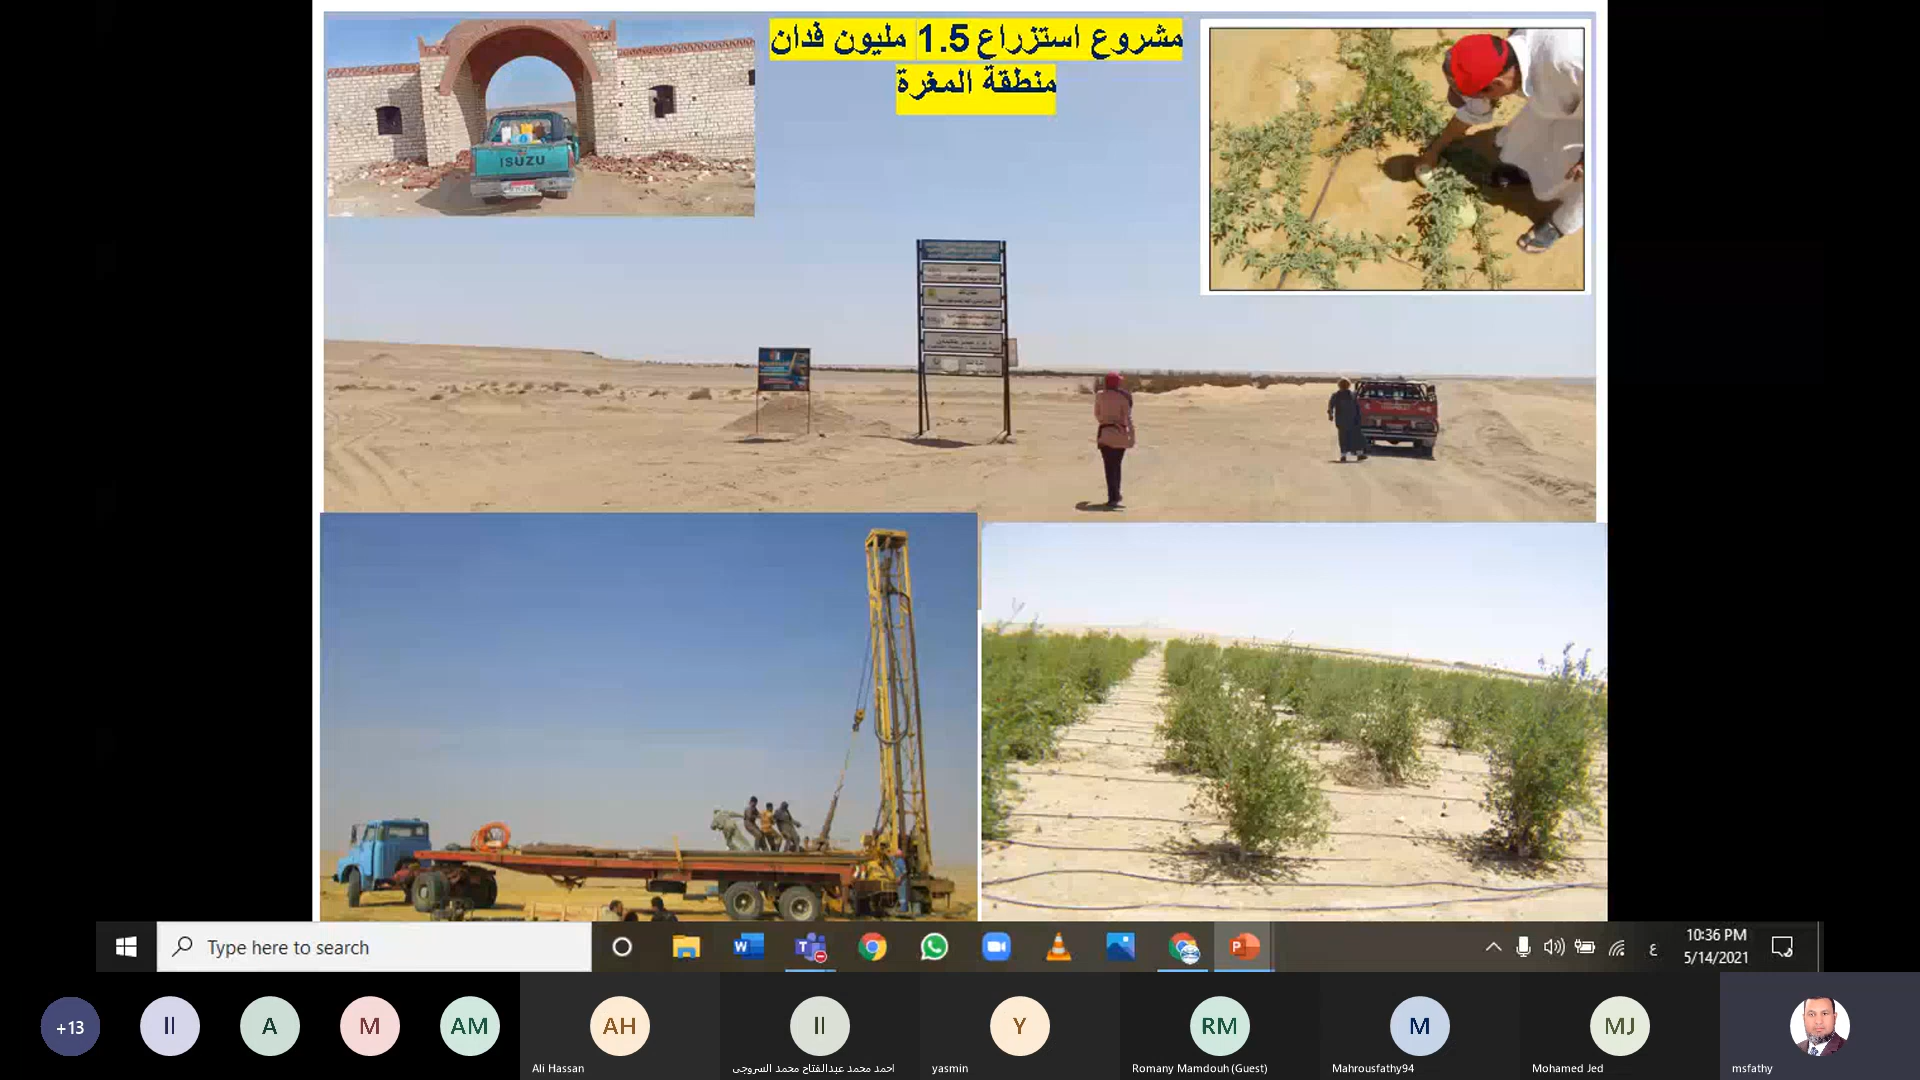 مشروع استزراع 1.5 مليون فدان
منطقة المغرة
ISUZU
Type here to search
ع
10:36 PM
5/14/2021
+13
اا
A
M
AM
AH
اا
Y
RM
M
MJ
Ali Hassan
احمد محمد عبدالفتاح محمد السروجى
yasmin
Romany Mamdouh (Guest)
Mahrousfathy94
Mohamed Jed
msfathy